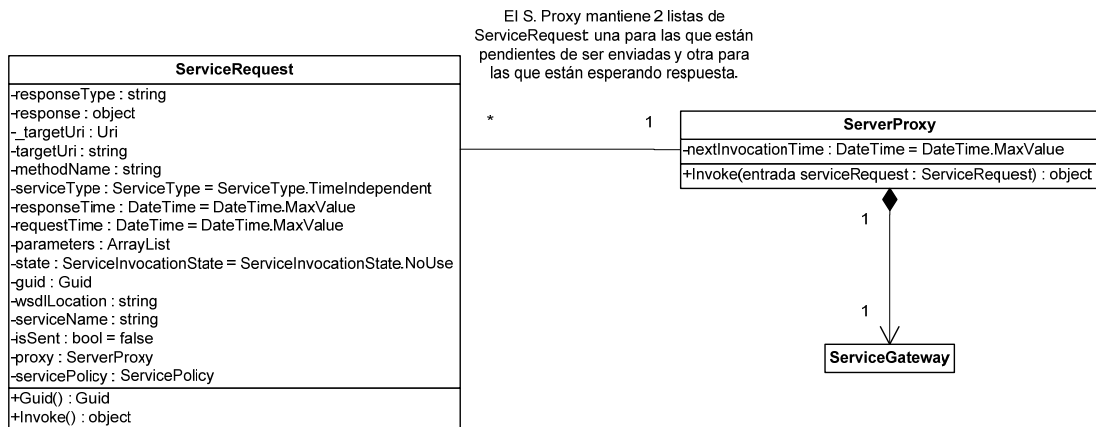 El S. Proxy mantiene 2 listas de
ServiceRequest: una para las que están
pendientes de ser enviadas y otra para
las que están esperando respuesta.
ServiceRequest
-responseType : string
-response : object
-_targetUri : Uri
-targetUri : string
-methodName : string
-serviceType : ServiceType = ServiceType.TimeIndependent
-responseTime : DateTime = DateTime.MaxValue
-requestTime : DateTime = DateTime.MaxValue
-parameters : ArrayList
-state : ServiceInvocationState = ServiceInvocationState.NoUse
-guid : Guid
-wsdlLocation : string
-serviceName : string
-isSent : bool = false
-proxy : ServerProxy
-servicePolicy : ServicePolicy
+Guid() : Guid
+Invoke() : object
*
1
ServerProxy
-nextInvocationTime : DateTime = DateTime.MaxValue
+Invoke(entrada serviceRequest : ServiceRequest) : object
1
1
ServiceGateway